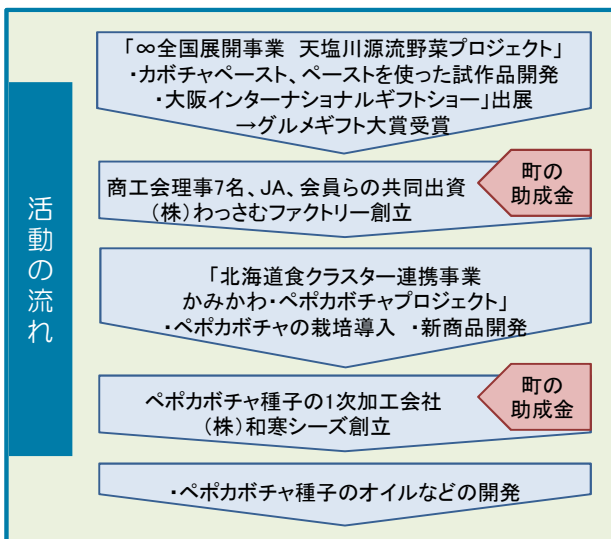 活動の流れ
「∞全国展開事業　天塩川源流野菜プロジェクト」
・カボチャペースト、ペーストを使った試作品開発
・大阪インターナショナルギフトショー」出展
→グルメギフト大賞受賞
町の
助成金
商工会理事7名、JA、会員らの共同出資
（株）わっさむファクトリー創立
「北海道食クラスター連携事業
かみかわ・ペポカボチャプロジェクト」
・ペポカボチャの栽培導入　・新商品開発
町の
助成金
ペポカボチャ種子の1次加工会社
（株）和寒シーズ創立
・ペポカボチャ種子のオイルなどの開発